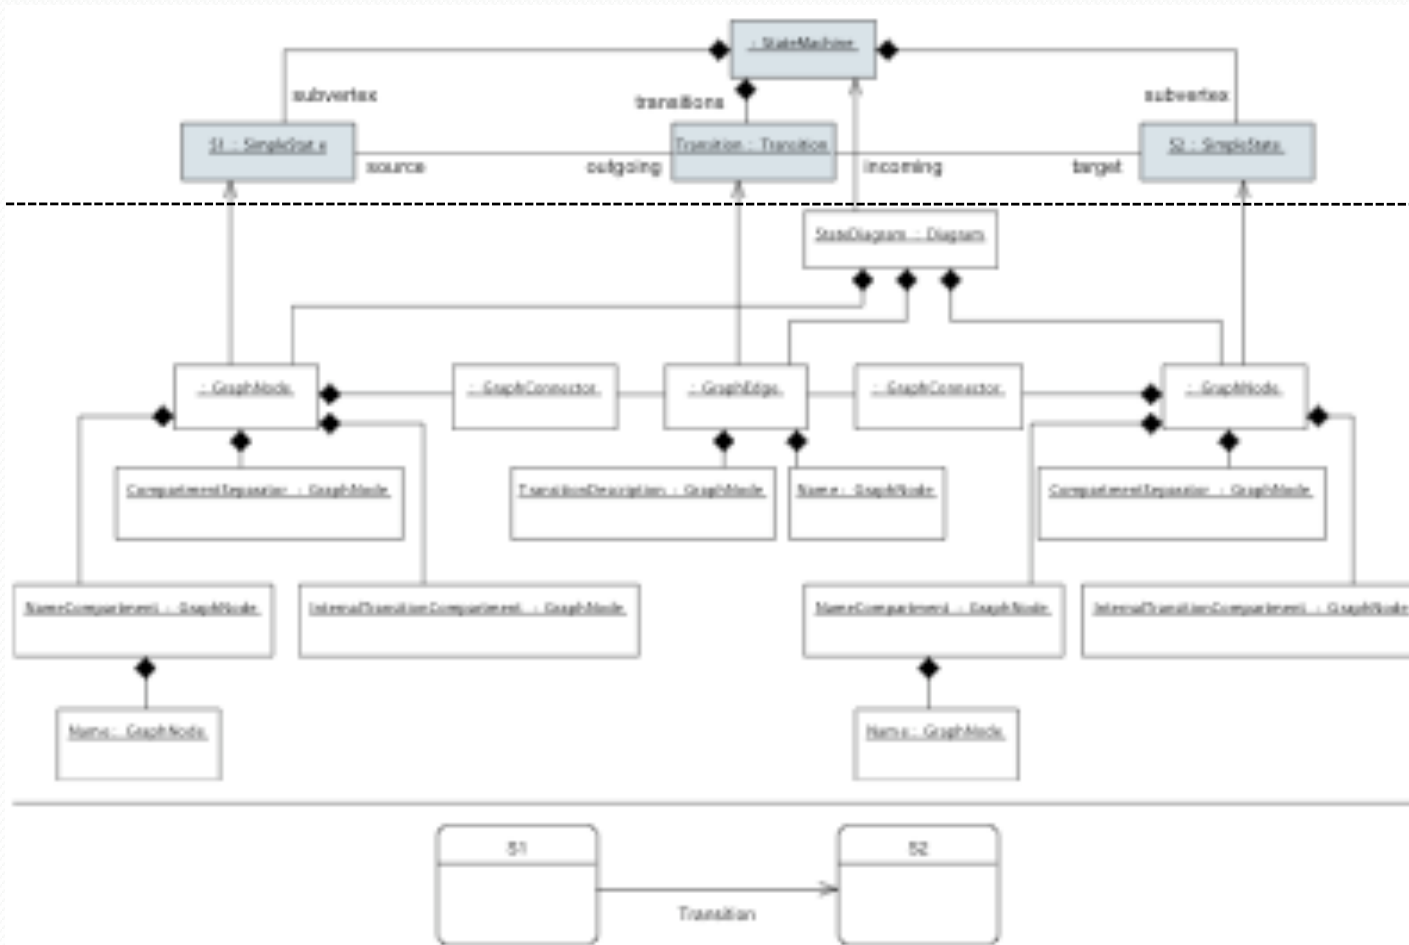 : StateMachine
subvertex
transitions
subvertex
S1 : SimpleState
Transition : Transition
S2 : SimpleState
source
outgoing
incoming
target
StateDiagram : Diagram
: GraphNode
: GraphConnector
: GraphEdge
: GraphConnector
: GraphNode
CompartmentSeparator : GraphNode
TransitionDescription : GraphNode
Name : GraphNode
CompartmentSeparator : GraphNode
NameCompartment : GraphNode
InternalTransitionCompartment : GraphNode
NameCompartment : GraphNode
InternalTransitionCompartment : GraphNode
Name : GraphNode
Name : GraphNode
S1
S2
Transition